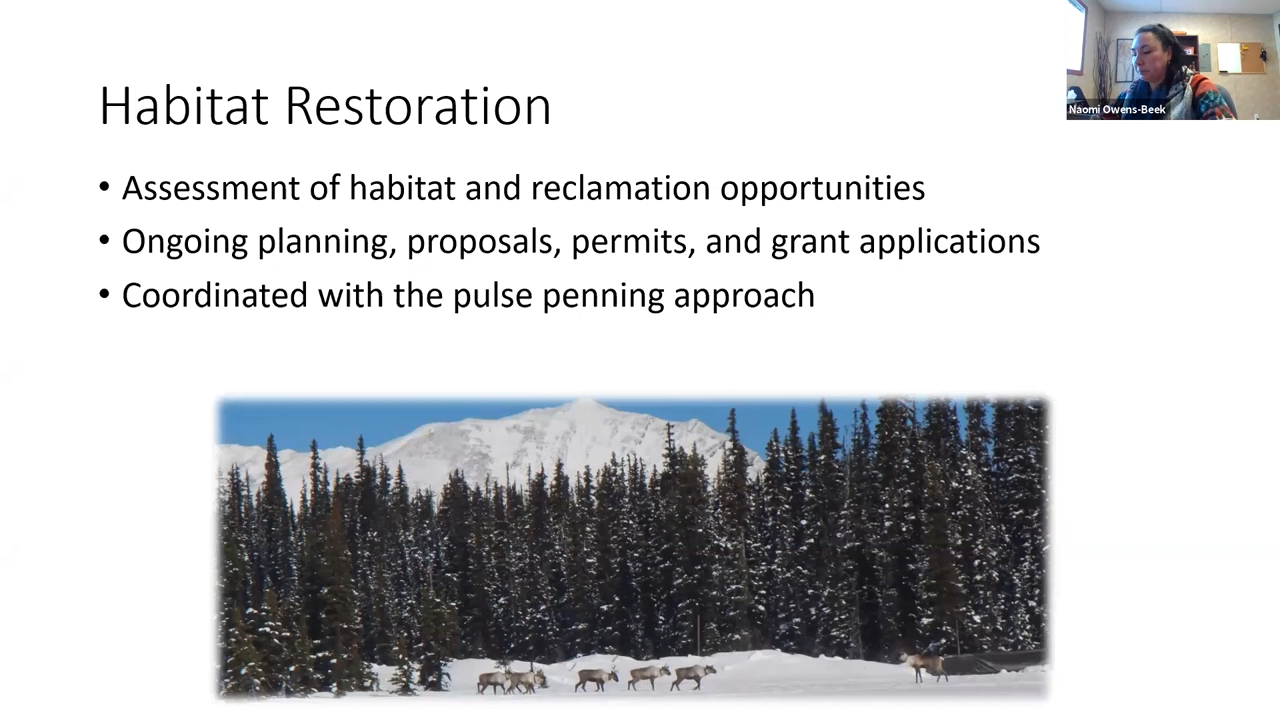 Naomi Owens-Beek
Habitat Restoration
• Assessment of habitat and reclamation opportunities
• Ongoing planning, proposals, permits, and grant applications
• Coordinated with the pulse penning approach